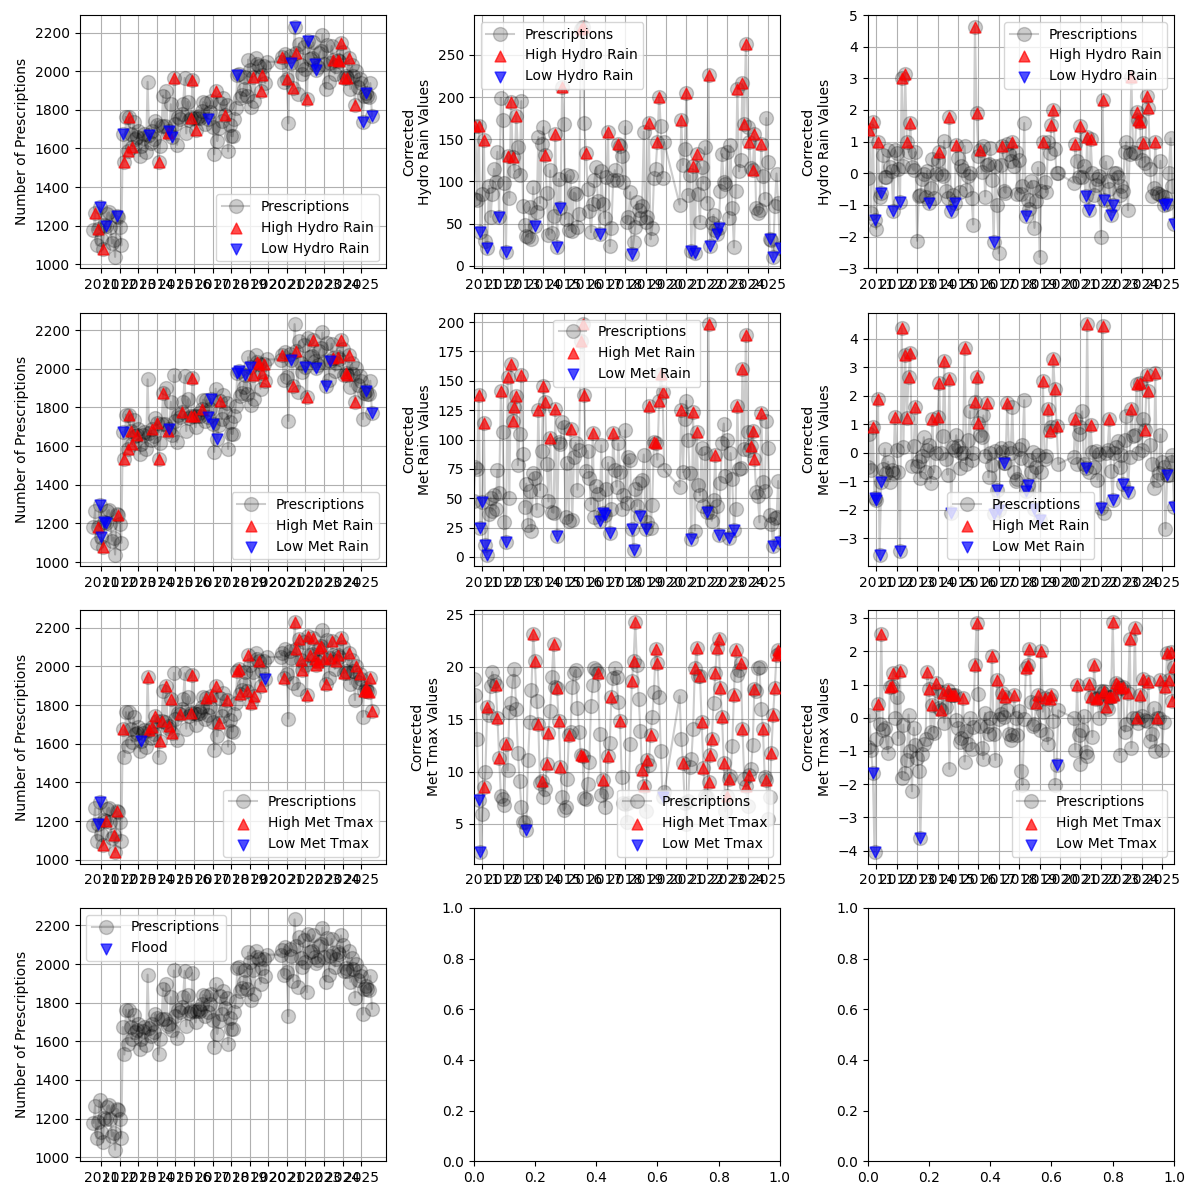 Number of Prescriptions
2200
2000
1800
1600
1400
1200
1000
Prescriptions
High Hydro Rain
Low Hydro Rain
Corrected
Hydro Rain Values
250
200
150
100
50
0
Prescriptions
High Hydro Rain
Low Hydro Rain
Corrected
Hydro Rain Values
5
4
3
2
1
0
−1
−2
−3
Prescriptions
High Hydro Rain
Low Hydro Rain
Number of Prescriptions
2200
2000
1800
1600
1400
1200
1000
Prescriptions
High Met Rain
Low Met Rain
Corrected
Met Rain Values
200
175
150
125
100
75
50
25
0
Prescriptions
High Met Rain
Low Met Rain
Corrected
Met Rain Values
4
3
2
1
0
−1
−2
−3
Prescriptions
High Met Rain
Low Met Rain
Number of Prescriptions
2200
2000
1800
1600
1400
1200
1000
Prescriptions
High Met Tmax
Low Met Tmax
Corrected
Met Tmax Values
25
20
15
10
5
Prescriptions
High Met Tmax
Low Met Tmax
Corrected
Met Tmax Values
3
2
1
0
−1
−2
−3
−4
Prescriptions
High Met Tmax
Low Met Tmax
Number of Prescriptions
2200
2000
1800
1600
1400
1200
1000
Prescriptions
Flood
1.0
0.8
0.6
0.4
0.2
0.0
0.0 0.2 0.4 0.6 0.8 1.0
1.0
0.8
0.6
0.4
0.2
0.0
0.0 0.2 0.4 0.6 0.8 1.0